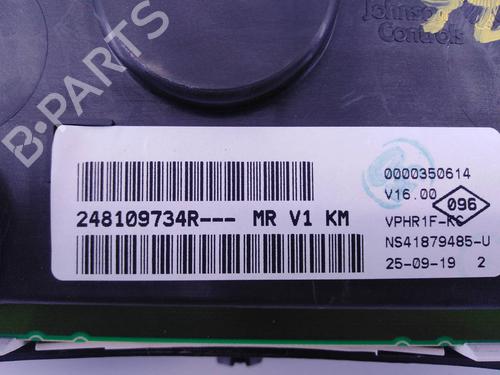 Johnson
Controls
B-PARTS
0000350614
V16.00
096
248109734R--- MR V1 KM
VPHR1F-KC
NS41879485-U
25-09-19 2